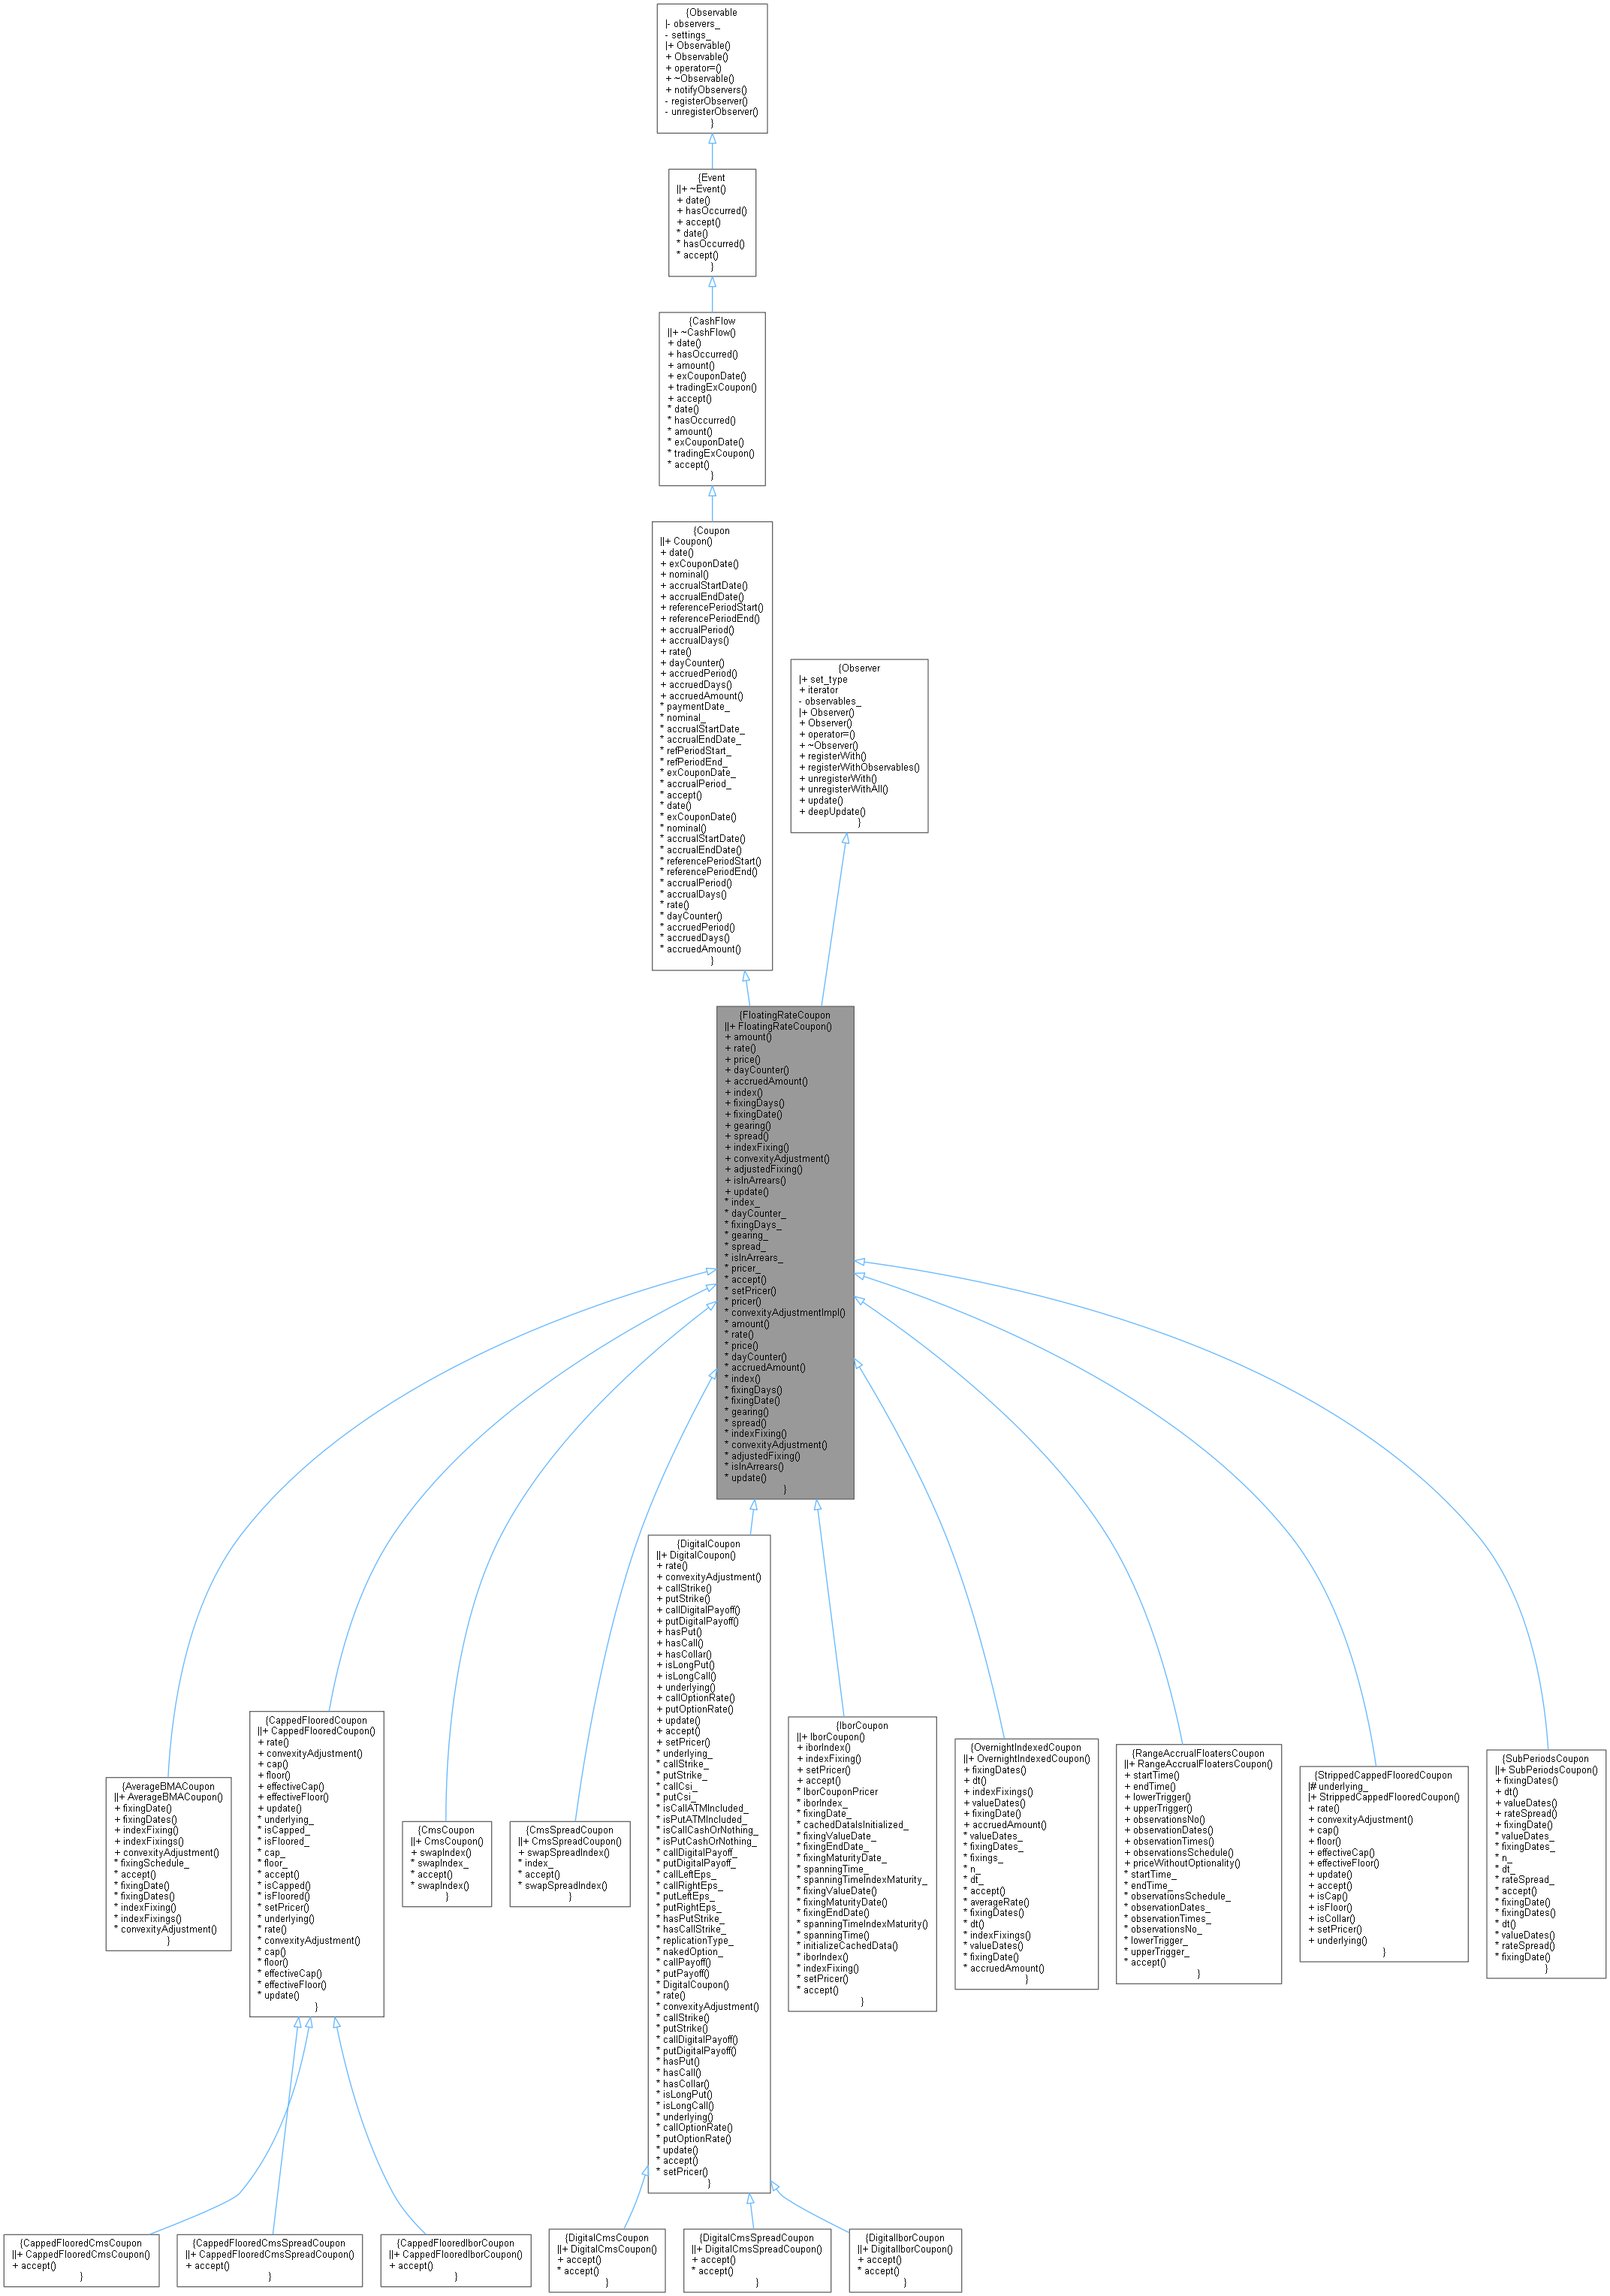 {Observable
|- observers_
- settings_
|+ Observable()
+ Observable()
+ operator=()
+ ~Observable()
+ notifyObservers()
- registerObserver()
- unregisterObserver()
}
{Event
||+ ~Event()
+ date()
+ hasOccurred()
+ accept()
* date()
* hasOccurred()
* accept()
}
{CashFlow
||+ ~CashFlow()
+ date()
+ hasOccurred()
+ amount()
+ exCouponDate()
+ tradingExCoupon()
+ accept()
* date()
* hasOccurred()
* amount()
* exCouponDate()
* tradingExCoupon()
* accept()
}
{Coupon
||+ Coupon()
+ date()
+ exCouponDate()
+ nominal()
+ accrualStartDate()
+ accrualEndDate()
+ referencePeriodStart()
+ referencePeriodEnd()
+ accrualPeriod()
+ accrualDays()
+ rate()
+ dayCounter()
+ accruedPeriod()
+ accruedDays()
+ accruedAmount()
* paymentDate_
* nominal_
* accrualStartDate_
* accrualEndDate_
* refPeriodStart_
* refPeriodEnd_
* exCouponDate_
* accrualPeriod_
* accept()
* date()
* exCouponDate()
* nominal()
* accrualStartDate()
* accrualEndDate()
* referencePeriodStart()
* referencePeriodEnd()
* accrualPeriod()
* accrualDays()
* rate()
* dayCounter()
* accruedPeriod()
* accruedDays()
* accruedAmount()
}
{Observer
|+ set_type
+ iterator
- observables_
|+ Observer()
+ Observer()
+ operator=()
+ ~Observer()
+ registerWith()
+ registerWithObservables()
+ unregisterWith()
+ unregisterWithAll()
+ update()
+ deepUpdate()
}
{FloatingRateCoupon
||+ FloatingRateCoupon()
+ amount()
+ rate()
+ price()
+ dayCounter()
+ accruedAmount()
+ index()
+ fixingDays()
+ fixingDate()
+ gearing()
+ spread()
+ indexFixing()
+ convexityAdjustment()
+ adjustedFixing()
+ isInArrears()
+ update()
* index_
* dayCounter_
* fixingDays_
* gearing_
* spread_
* isInArrears_
* pricer_
* accept()
* setPricer()
* pricer()
* convexityAdjustmentImpl()
* amount()
* rate()
* price()
* dayCounter()
* accruedAmount()
* index()
* fixingDays()
* fixingDate()
* gearing()
* spread()
* indexFixing()
* convexityAdjustment()
* adjustedFixing()
* isInArrears()
* update()
}
{AverageBMACoupon
||+ AverageBMACoupon()
+ fixingDate()
+ fixingDates()
+ indexFixing()
+ indexFixings()
+ convexityAdjustment()
* fixingSchedule_
* accept()
* fixingDate()
* fixingDates()
* indexFixing()
* indexFixings()
* convexityAdjustment()
}
{CappedFlooredCoupon
||+ CappedFlooredCoupon()
+ rate()
+ convexityAdjustment()
+ cap()
+ floor()
+ effectiveCap()
+ effectiveFloor()
+ update()
* underlying_
* isCapped_
* isFloored_
* cap_
* floor_
* accept()
* isCapped()
* isFloored()
* setPricer()
* underlying()
* rate()
* convexityAdjustment()
* cap()
* floor()
* effectiveCap()
* effectiveFloor()
* update()
}
{CmsCoupon
||+ CmsCoupon()
+ swapIndex()
* swapIndex_
* accept()
* swapIndex()
}
{CmsSpreadCoupon
||+ CmsSpreadCoupon()
+ swapSpreadIndex()
* index_
* accept()
* swapSpreadIndex()
}
{DigitalCoupon
||+ DigitalCoupon()
+ rate()
+ convexityAdjustment()
+ callStrike()
+ putStrike()
+ callDigitalPayoff()
+ putDigitalPayoff()
+ hasPut()
+ hasCall()
+ hasCollar()
+ isLongPut()
+ isLongCall()
+ underlying()
+ callOptionRate()
+ putOptionRate()
+ update()
+ accept()
+ setPricer()
* underlying_
* callStrike_
* putStrike_
* callCsi_
* putCsi_
* isCallATMIncluded_
* isPutATMIncluded_
* isCallCashOrNothing_
* isPutCashOrNothing_
* callDigitalPayoff_
* putDigitalPayoff_
* callLeftEps_
* callRightEps_
* putLeftEps_
* putRightEps_
* hasPutStrike_
* hasCallStrike_
* replicationType_
* nakedOption_
* callPayoff()
* putPayoff()
* DigitalCoupon()
* rate()
* convexityAdjustment()
* callStrike()
* putStrike()
* callDigitalPayoff()
* putDigitalPayoff()
* hasPut()
* hasCall()
* hasCollar()
* isLongPut()
* isLongCall()
* underlying()
* callOptionRate()
* putOptionRate()
* update()
* accept()
* setPricer()
}
{IborCoupon
||+ IborCoupon()
+ iborIndex()
+ indexFixing()
+ setPricer()
+ accept()
* IborCouponPricer
* iborIndex_
* fixingDate_
* cachedDataIsInitialized_
* fixingValueDate_
* fixingEndDate_
* fixingMaturityDate_
* spanningTime_
* spanningTimeIndexMaturity_
* fixingValueDate()
* fixingMaturityDate()
* fixingEndDate()
* spanningTimeIndexMaturity()
* spanningTime()
* initializeCachedData()
* iborIndex()
* indexFixing()
* setPricer()
* accept()
}
{OvernightIndexedCoupon
||+ OvernightIndexedCoupon()
+ fixingDates()
+ dt()
+ indexFixings()
+ valueDates()
+ fixingDate()
+ accruedAmount()
* valueDates_
* fixingDates_
* fixings_
* n_
* dt_
* accept()
* averageRate()
* fixingDates()
* dt()
* indexFixings()
* valueDates()
* fixingDate()
* accruedAmount()
}
{RangeAccrualFloatersCoupon
||+ RangeAccrualFloatersCoupon()
+ startTime()
+ endTime()
+ lowerTrigger()
+ upperTrigger()
+ observationsNo()
+ observationDates()
+ observationTimes()
+ observationsSchedule()
+ priceWithoutOptionality()
* startTime_
* endTime_
* observationsSchedule_
* observationDates_
* observationTimes_
* observationsNo_
* lowerTrigger_
* upperTrigger_
* accept()
}
{StrippedCappedFlooredCoupon
|# underlying_
|+ StrippedCappedFlooredCoupon()
+ rate()
+ convexityAdjustment()
+ cap()
+ floor()
+ effectiveCap()
+ effectiveFloor()
+ update()
+ accept()
+ isCap()
+ isFloor()
+ isCollar()
+ setPricer()
+ underlying()
}
{SubPeriodsCoupon
||+ SubPeriodsCoupon()
+ fixingDates()
+ dt()
+ valueDates()
+ rateSpread()
+ fixingDate()
* valueDates_
* fixingDates_
* n_
* dt_
* rateSpread_
* accept()
* fixingDate()
* fixingDates()
* dt()
* valueDates()
* rateSpread()
* fixingDate()
}
{CappedFlooredCmsCoupon
||+ CappedFlooredCmsCoupon()
+ accept()
}
{CappedFlooredCmsSpreadCoupon
||+ CappedFlooredCmsSpreadCoupon()
+ accept()
}
{CappedFlooredIborCoupon
||+ CappedFlooredIborCoupon()
+ accept()
}
{DigitalCmsCoupon
||+ DigitalCmsCoupon()
+ accept()
* accept()
}
{DigitalCmsSpreadCoupon
||+ DigitalCmsSpreadCoupon()
+ accept()
* accept()
}
{DigitalIborCoupon
||+ DigitalIborCoupon()
+ accept()
* accept()
}